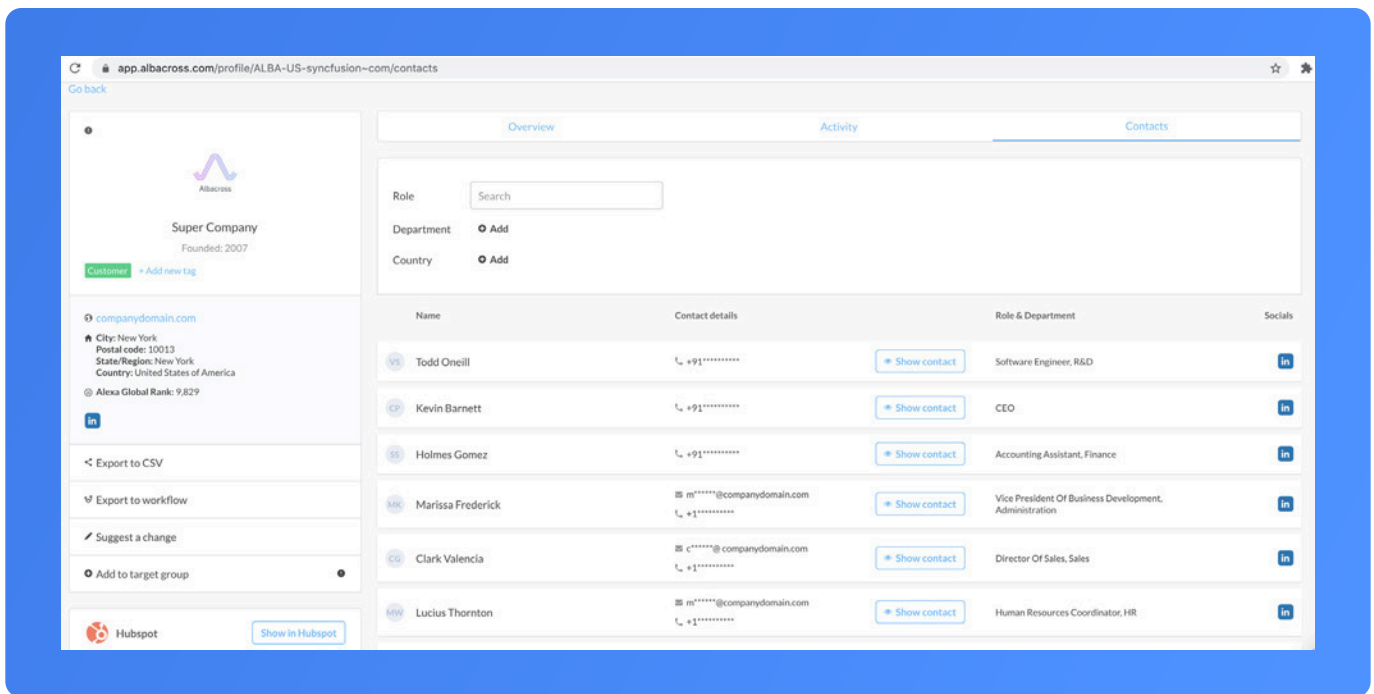 app.albacross.com/profile/ALBA-US-syncfusion~com/contacts
Go back
Albacross
Super Company
Founded: 2007
Customer + Add new tag
companydomain.com
City: New York
Postal code: 10013
State/Region: New York
Country: United States of America
Alexa Global Rank: 9,829
in
Export to CSV
Export to workflow
Suggest a change
Add to target group
Hubspot Show in Hubspot
Overview Activity Contacts
Role Search
Department Add
Country Add
Name Contact details Role & Department Socials
VS Todd Oneill +91********** Show contact Software Engineer, R&D in
CP Kevin Barnett +91********** Show contact CEO in
SS Holmes Gomez +91********** Show contact Accounting Assistant, Finance in
MK Marissa Frederick m******@companydomain.com Show contact Vice President Of Business Development, in
+1********** Administration
CG Clark Valencia c******@ companydomain.com Show contact Director Of Sales, Sales in
+1**********
MW Lucius Thornton m******@companydomain.com Show contact Human Resources Coordinator, HR in
+1**********